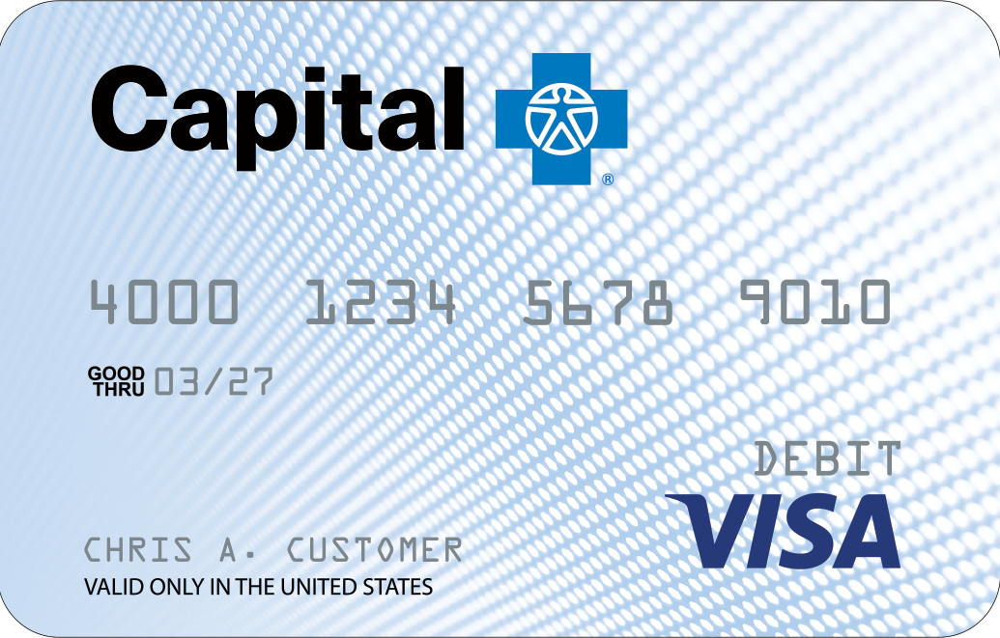 Capital
®
4000 1234 5678 9010
GOOD THRU 03/27
DEBIT
VISA
CHRIS A. CUSTOMER
VALID ONLY IN THE UNITED STATES